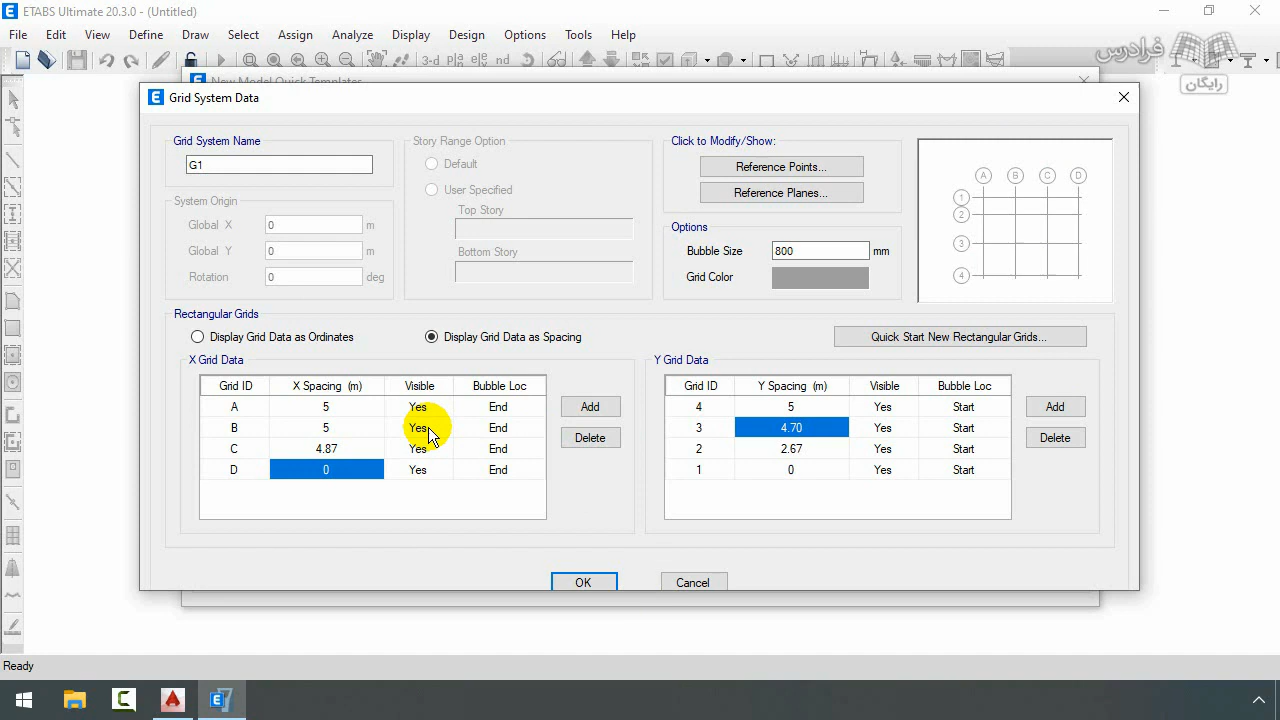 ETABS Ultimate 20.3.0 - (Untitled)
File Edit View Define Draw Select Assign Analyze Display Design Options Tools Help
3-d
فرادرس
رایگان
New Model Quick Templates
Grid System Data
Grid System Name
G1
System Origin
Global X 0 m
Global Y 0 m
Rotation 0 deg
Story Range Option
Default
User Specified
Top Story
Bottom Story
Click to Modify/Show:
Reference Points...
Reference Planes...
Options
Bubble Size 800 mm
Grid Color
A B C D
1
2
3
4
Rectangular Grids
Display Grid Data as Ordinates Display Grid Data as Spacing Quick Start New Rectangular Grids...
X Grid Data
Grid ID X Spacing (m) Visible Bubble Loc
A 5 Yes End
B 5 Yes End
C 4.87 Yes End
D 0 Yes End
Add
Delete
Y Grid Data
Grid ID Y Spacing (m) Visible Bubble Loc
4 5 Yes Start
3 4.70 Yes Start
2 2.67 Yes Start
1 0 Yes Start
Add
Delete
OK Cancel
Ready